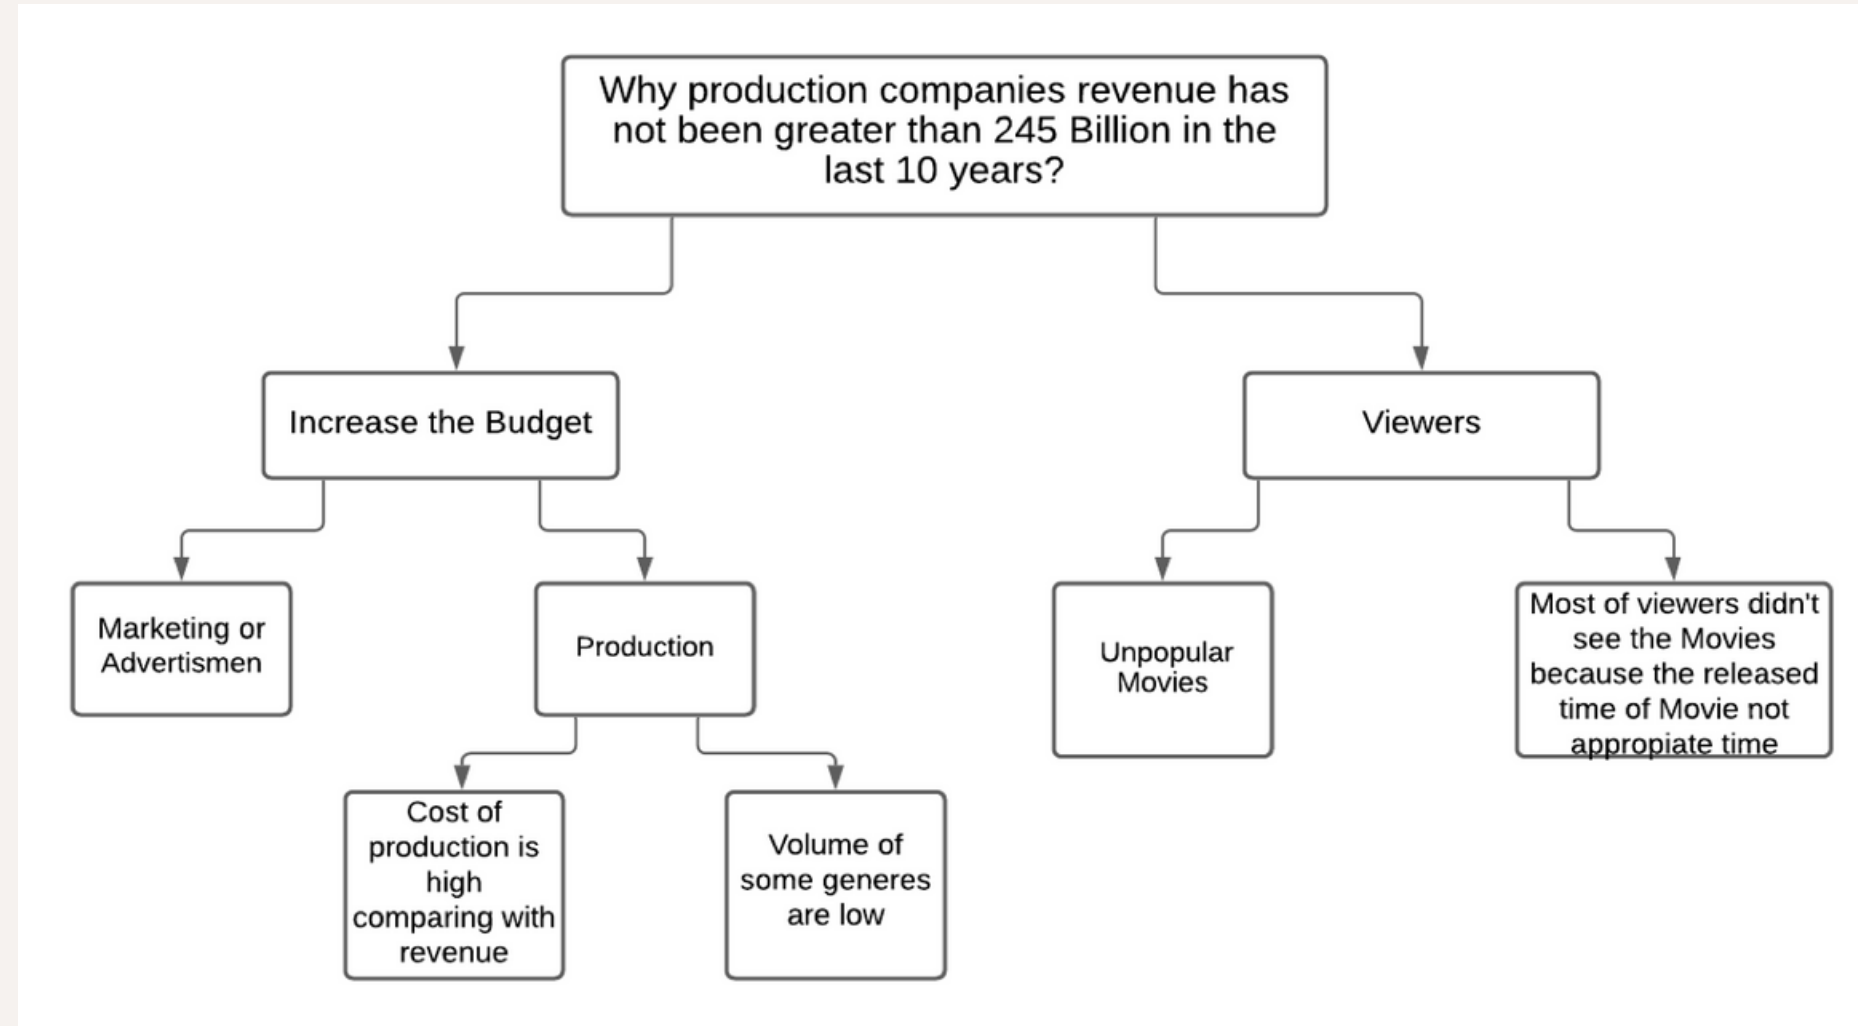 Why production companies revenue has
not been greater than 245 Billion in the
last 10 years?
Increase the Budget
Viewers
Marketing or
Advertismen
Production
Unpopular
Movies
Most of viewers didn't
see the Movies
because the released
time of Movie not
appropiate time
Cost of
production is
high
comparing with
revenue
Volume of
some generes
are low